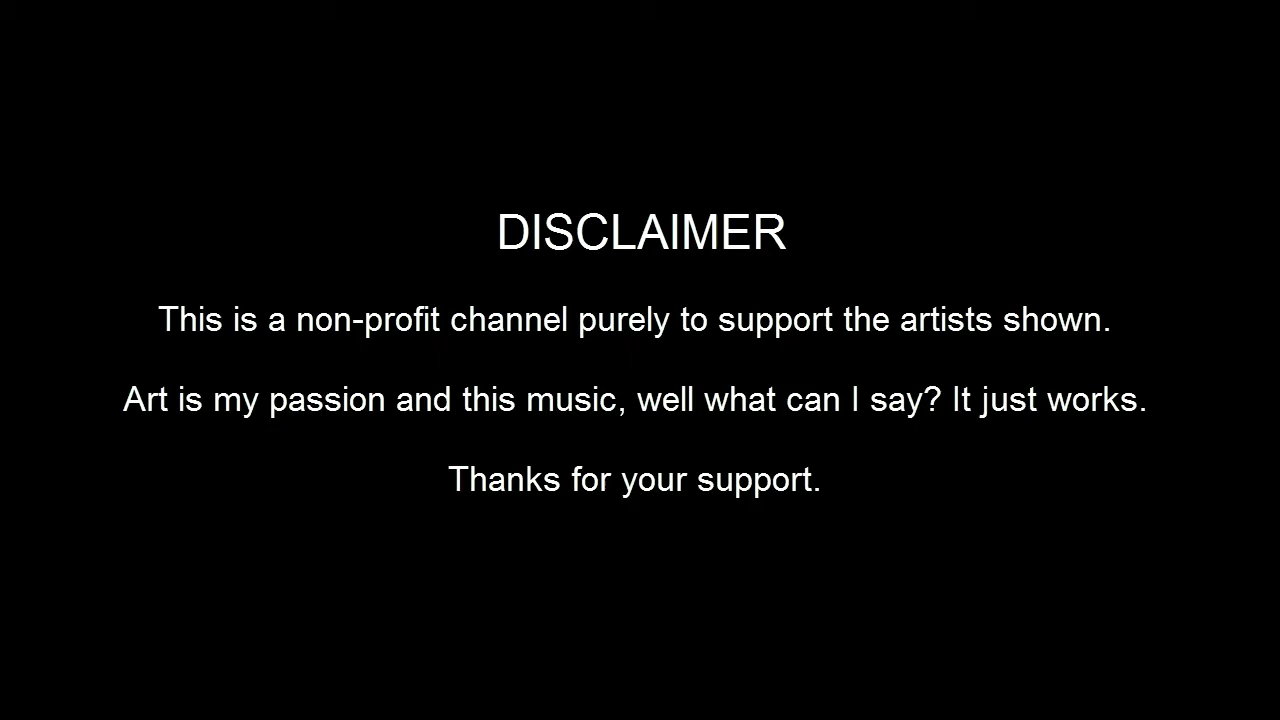 DISCLAIMER
This is a non-profit channel purely to support the artists shown.
Art is my passion and this music, well what can I say? It just works.
Thanks for your support.